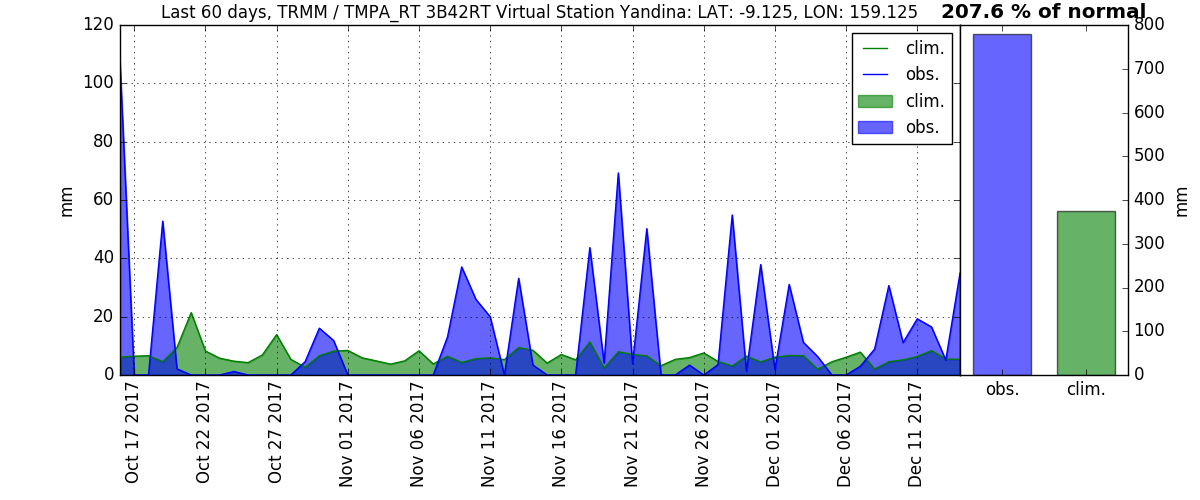 Last 60 days, TRMM / TMPA_RT 3B42RT Virtual Station Yandina: LAT: -9.125, LON: 159.125
207.6 % of normal
120
100
80
60
40
20
0
mm
clim.
obs.
clim.
obs.
800
700
600
500
400
300
200
100
0
mm
obs.
clim.
Oct 17 2017
Oct 22 2017
Oct 27 2017
Nov 01 2017
Nov 06 2017
Nov 11 2017
Nov 16 2017
Nov 21 2017
Nov 26 2017
Dec 01 2017
Dec 06 2017
Dec 11 2017